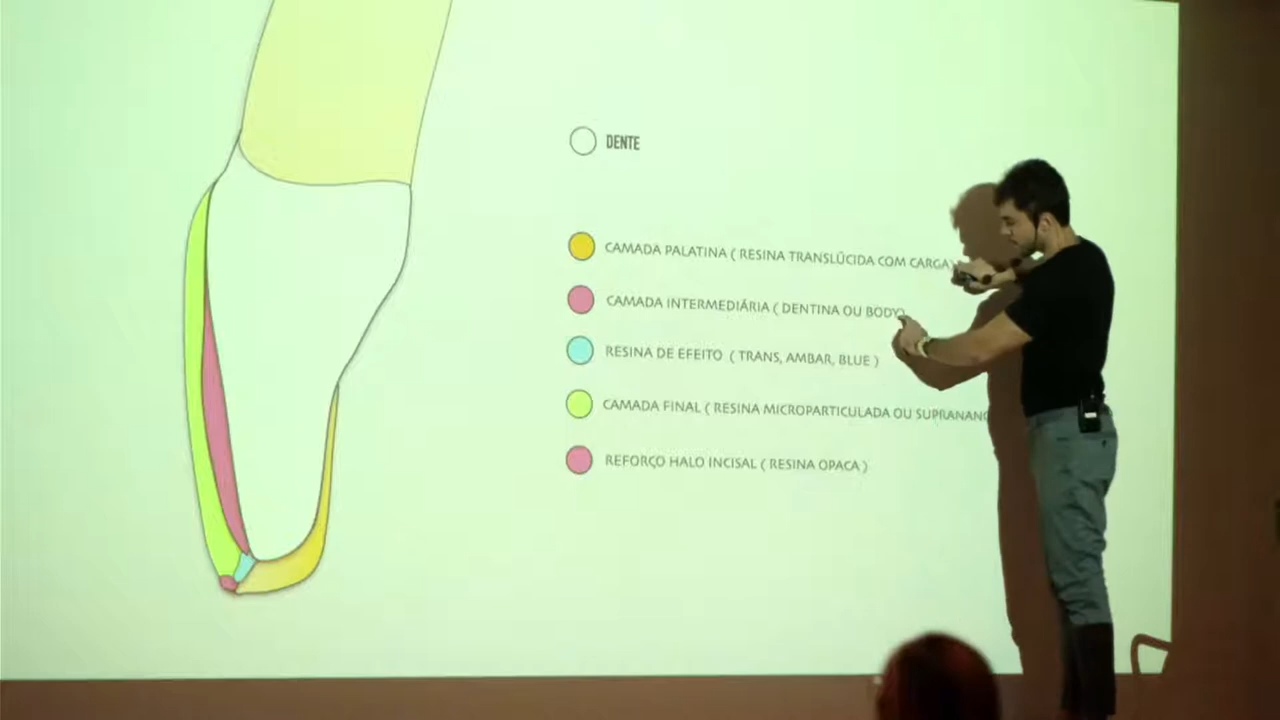 DENTE
CAMADA PALATINA ( RESINA TRANSLÚCIDA COM CARGA)
CAMADA INTERMEDIÁRIA ( DENTINA OU BODY)
RESINA DE EFEITO ( TRANS, AMBAR, BLUE )
CAMADA FINAL ( RESINA MICROPARTICULADA OU
REFORÇO HALO INCISAL ( RESINA OPACA )